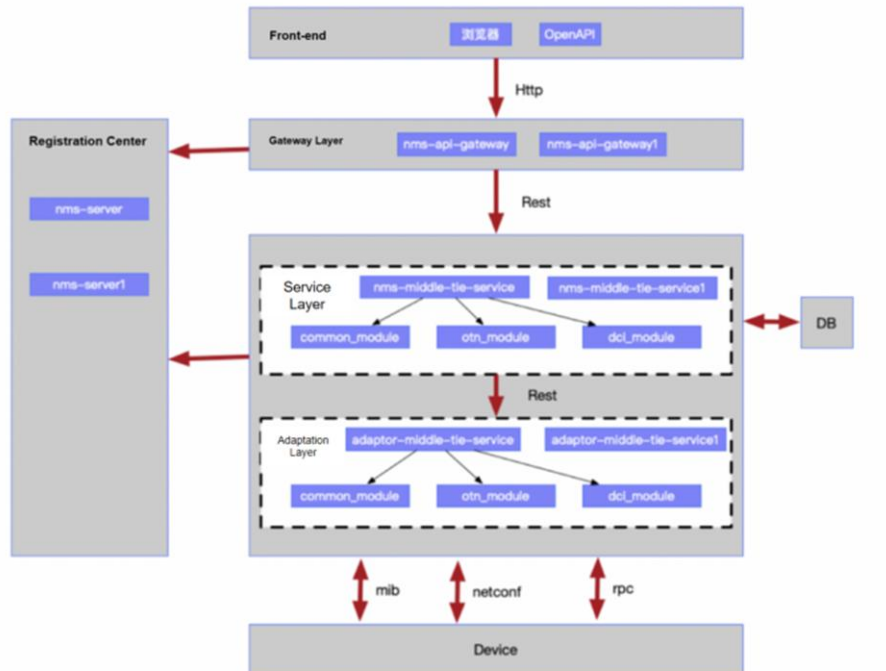 Front-end
浏览器
OpenAPI
Http
Registration Center
nms-server
nms-server1
Gateway Layer
nms-api-gateway
nms-api-gateway1
Rest
Service
Layer
nms-middle-tie-service
nms-middle-tie-service1
common_module
otn_module
dci_module
DB
Rest
Adaptation
Layer
adaptor-middle-tie-service
adaptor-middle-tie-service1
common_module
otn_module
dci_module
mib
netconf
rpc
Device